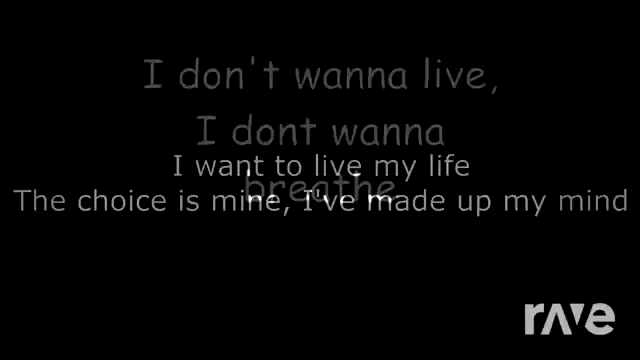 I don't wanna live,
I dont wanna
I want to live my life
breathe
The choice is mine, I've made up my mind
rave